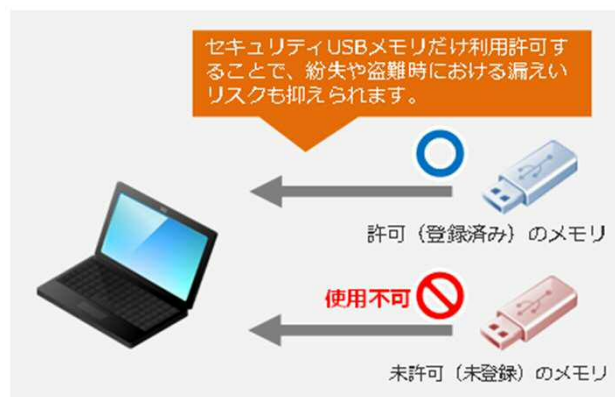 セキュリティUSBメモリだけ利用許可す
ることで、紛失や盗難時における漏えい
リスクも抑えられます。
許可（登録済み）のメモリ
使用不可
未許可（未登録）のメモリ